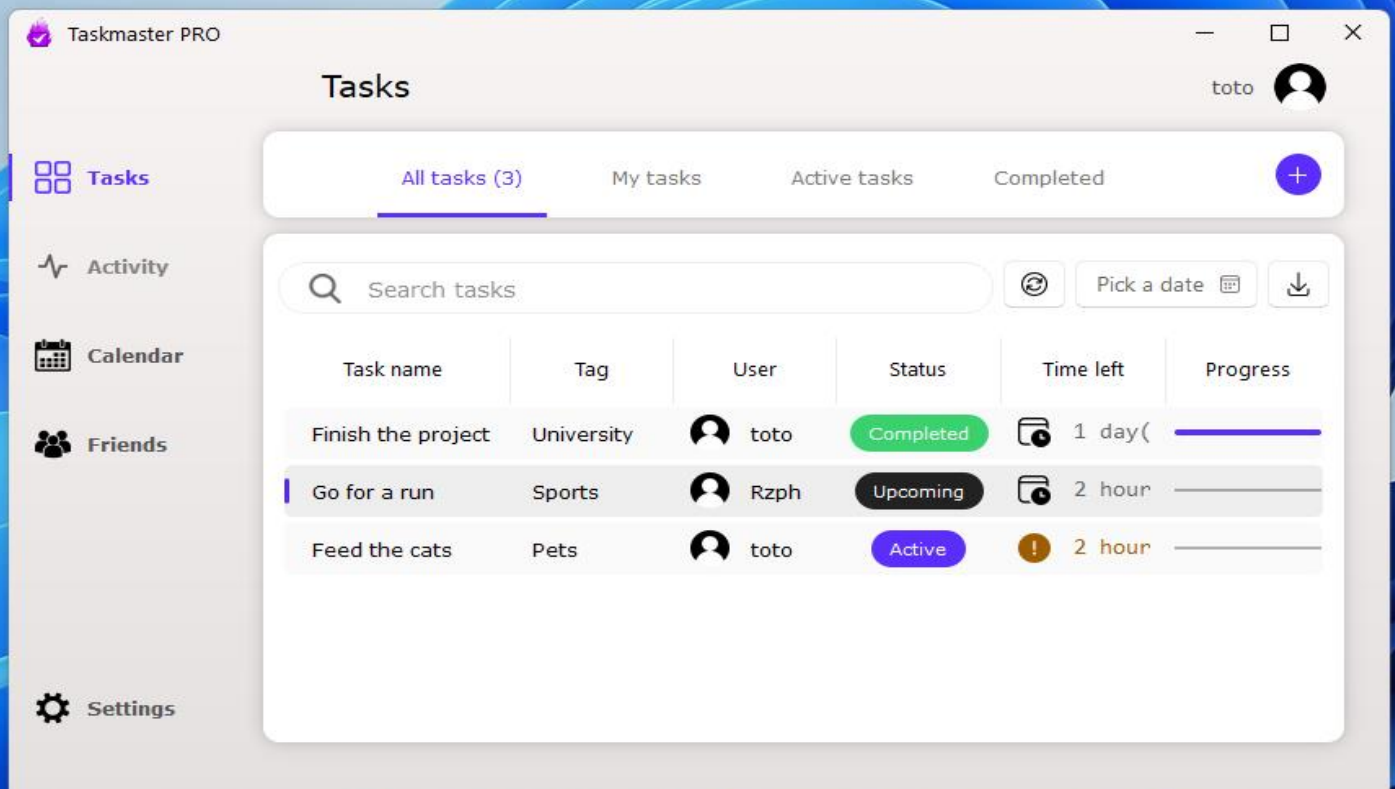 Taskmaster PRO
Tasks
toto
Tasks
All tasks (3) My tasks Active tasks Completed
Activity
Search tasks Pick a date
Calendar
Task name Tag User Status Time left Progress
Finish the project University toto Completed 1 day(
Friends
Go for a run Sports Rzph Upcoming 2 hour
Feed the cats Pets toto Active 2 hour
Settings